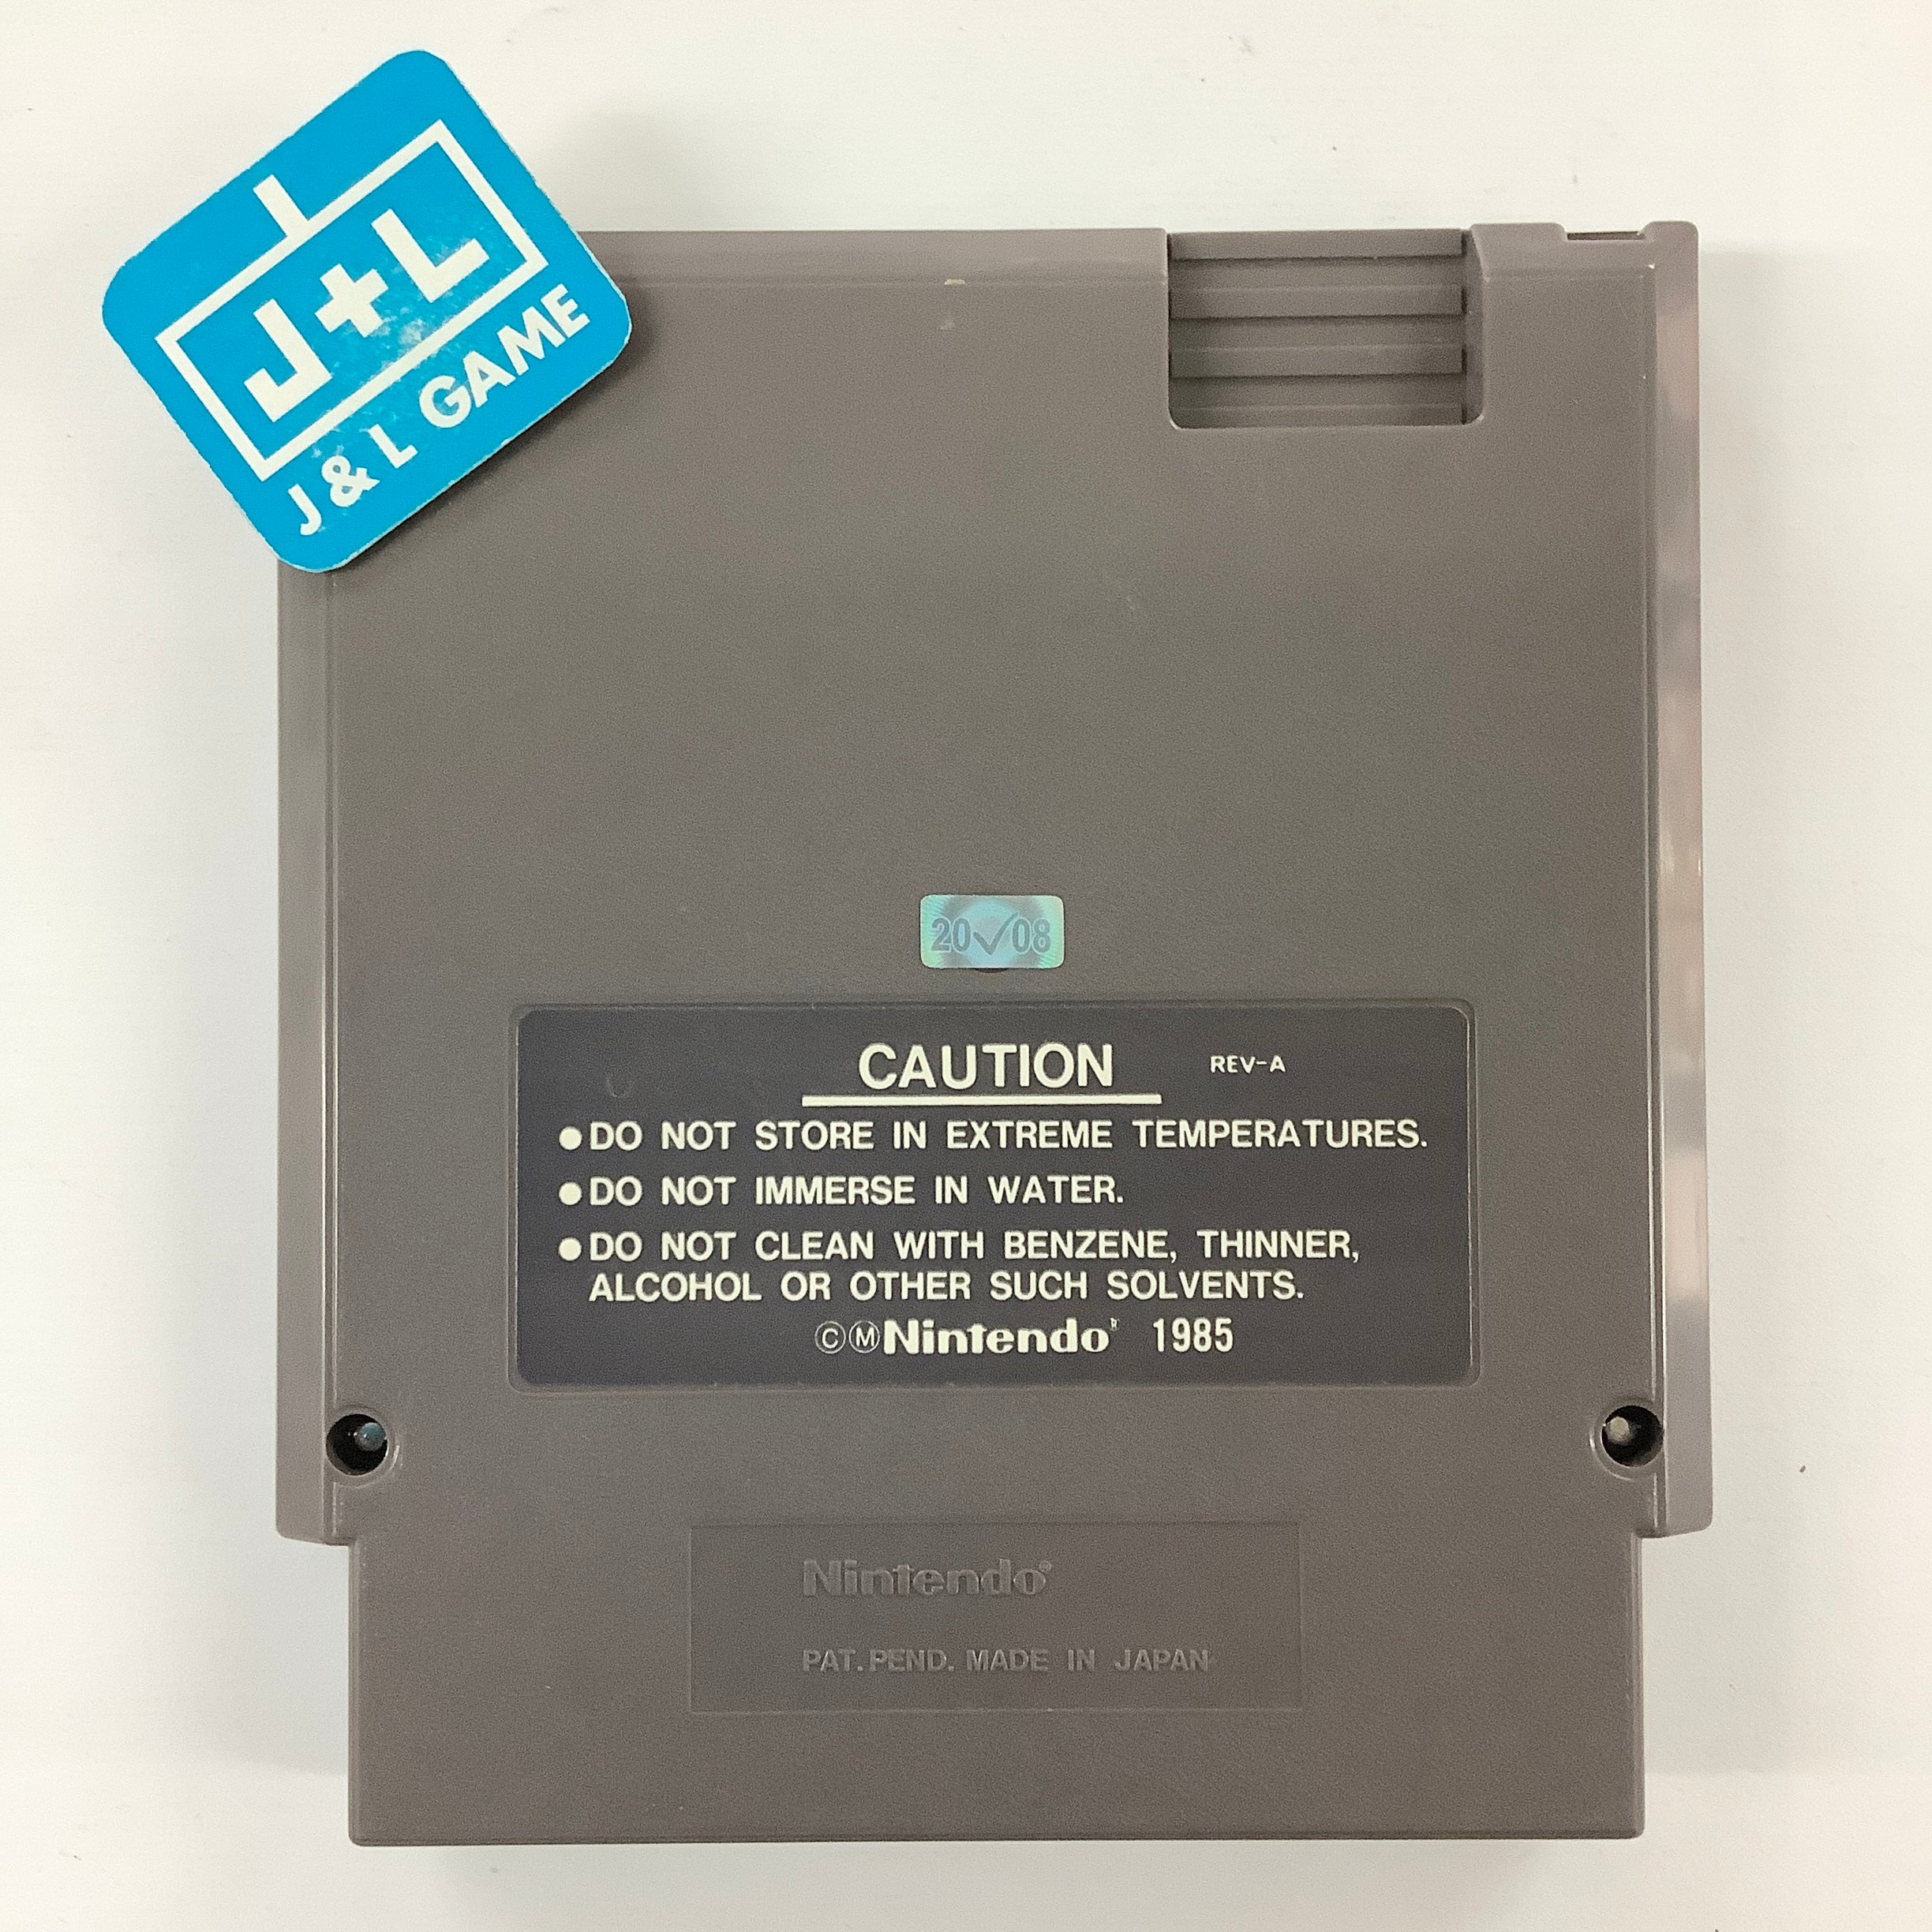 J+L
J & L GAME
20✓08
CAUTION REV-A
●DO NOT STORE IN EXTREME TEMPERATURES.
●DO NOT IMMERSE IN WATER.
●DO NOT CLEAN WITH BENZENE, THINNER,
ALCOHOL OR OTHER SUCH SOLVENTS.
©ⓂNintendo® 1985
Nintendo®
PAT. PEND. MADE IN JAPAN